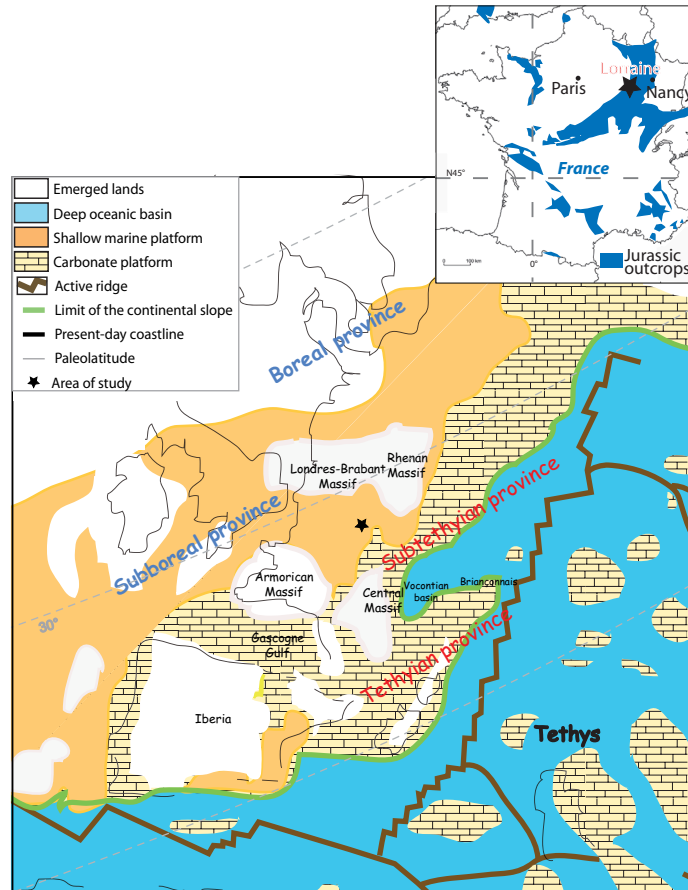 Lorraine
Paris
Nancy
France
N45°
0 100 km
0°
Jurassic
outcrops
Emerged lands
Deep oceanic basin
Shallow marine platform
Carbonate platform
Active ridge
Limit of the continental slope
Present-day coastline
Paleolatitude
Area of study
Boreal province
Londres-Brabant
Massif
Rhenan
Massif
Subboreal province
Subtethyian province
Armorican
Massif
Central
Massif
Vocontian
basin
Briançonnais
30°
Gascogne
Gulf
Tethyian province
Iberia
Tethys